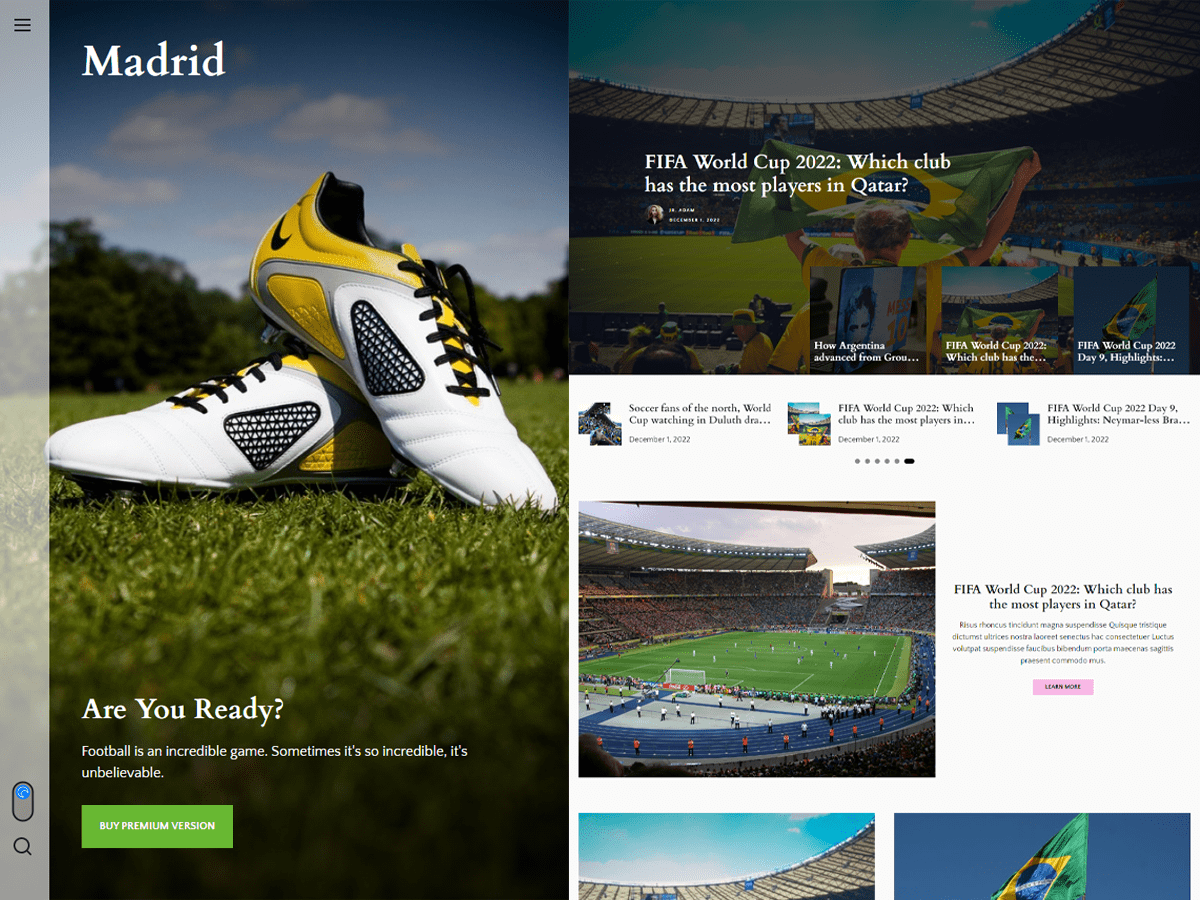 Madrid
Are You Ready?
Football is an incredible game. Sometimes it's so incredible, it's
unbelievable.
BUY PREMIUM VERSION
FIFA World Cup 2022: Which club
has the most players in Qatar?
JR. ADAM
DECEMBER 1, 2022
How Argentina
advanced from Grou...
FIFA World Cup 2022:
Which club has the...
FIFA World Cup 2022
Day 9, Highlights:...
Soccer fans of the north, World
Cup watching in Duluth dra...
December 1, 2022
FIFA World Cup 2022: Which
club has the most players in...
December 1, 2022
FIFA World Cup 2022 Day 9,
Highlights: Neymar-less Bra...
December 1, 2022
FIFA World Cup 2022: Which club has
the most players in Qatar?
Risus rhoncus tincidunt magna suspendisse Quisque tristique
dictumst ultrices nostra laoreet senectus hac consectetuer Luctus
volutpat suspendisse faucibus bibendum porta maecenas sagittis
praesent commodo mus.
LEARN MORE